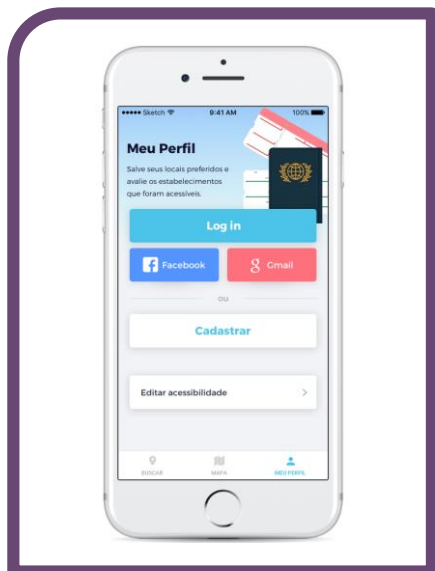 Sketch 9:41 AM 100%
Meu Perfil
Salve seus locais preferidos e
avalie os estabelecimentos
que foram acessíveis.
Log in
Facebook
Gmail
ou
Cadastrar
Editar acessibilidade
BUSCAR
MAPA
MEU PERFIL